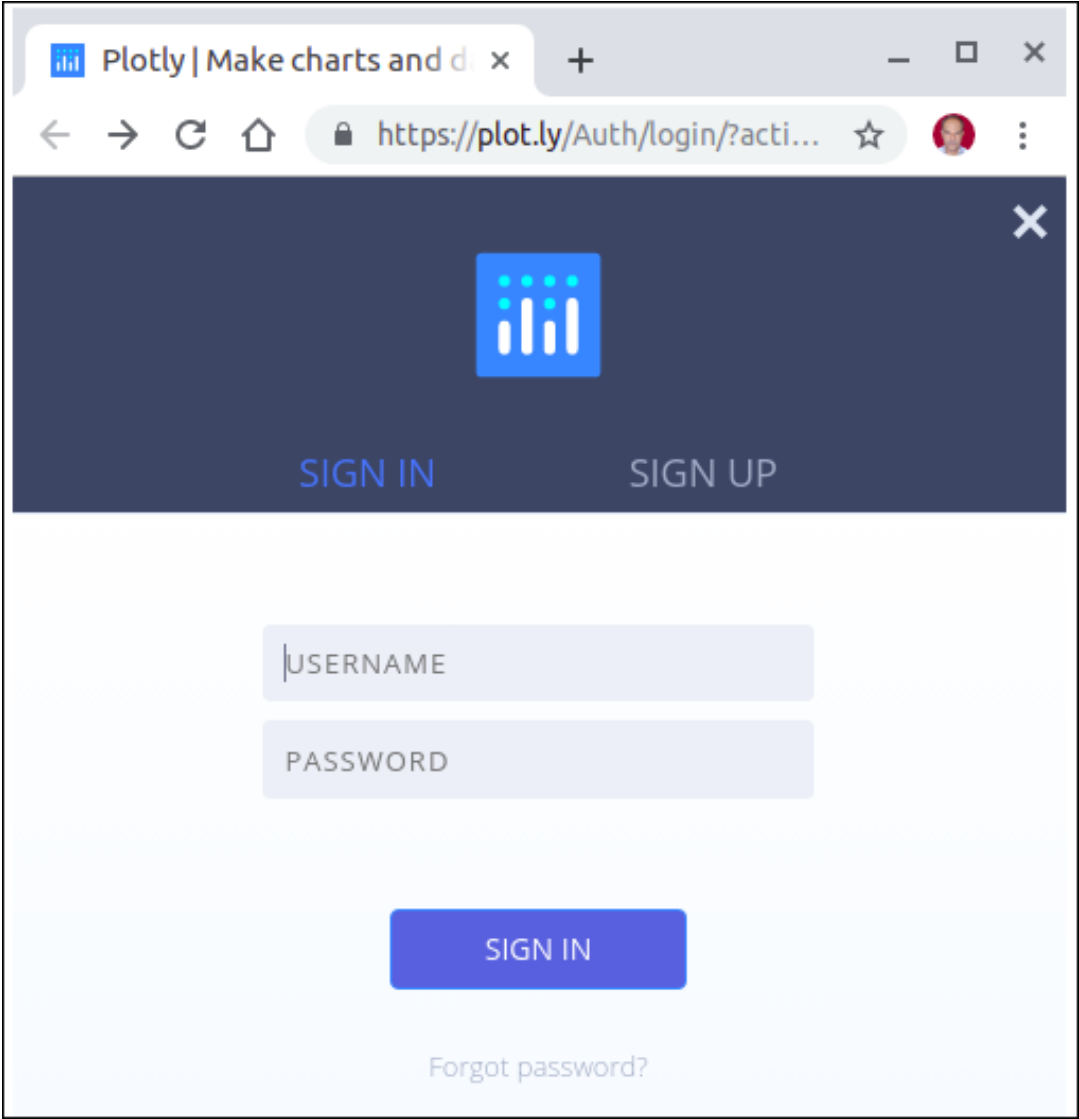 Plotly | Make charts and d
https://plot.ly/Auth/login/?acti...
SIGN IN SIGN UP
USERNAME
PASSWORD
SIGN IN
Forgot password?